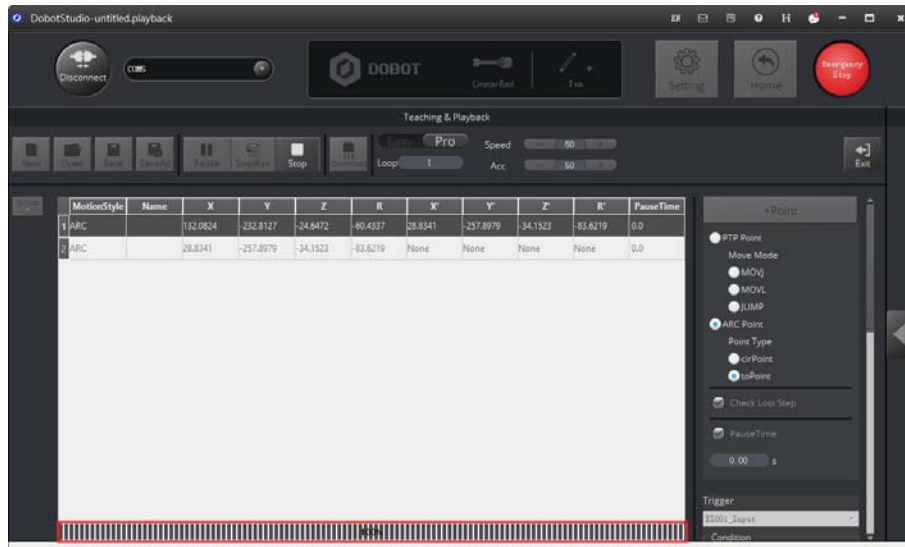 DobotStudio-untitled.playback
Disconnect
DOBOT
LinearRail
Pen
Setting
Home
Emergency
Stop
Teaching & Playback
New
Open
Save
SaveAs
Pause
StepRun
Stop
Download
Easy Pro
Loop 1
Speed 50
Acc 50
Exit
MotionStyle Name X Y Z R X' Y' Z' R' PauseTime
1 ARC 132.0824 -232.8127 -24.6472 -60.4337 28.8341 -257.8979 -34.1523 -83.6219 0.0
2 ARC 28.8341 -257.8979 -34.1523 -83.6219 None None None None 0.0
100%
+Point
PTP Point
Move Mode
MOVJ
MOVL
JUMP
ARC Point
Point Type
cirPoint
toPoint
Check Lost Step
PauseTime
0.00 s
Trigger
EIO01_Input
Condition